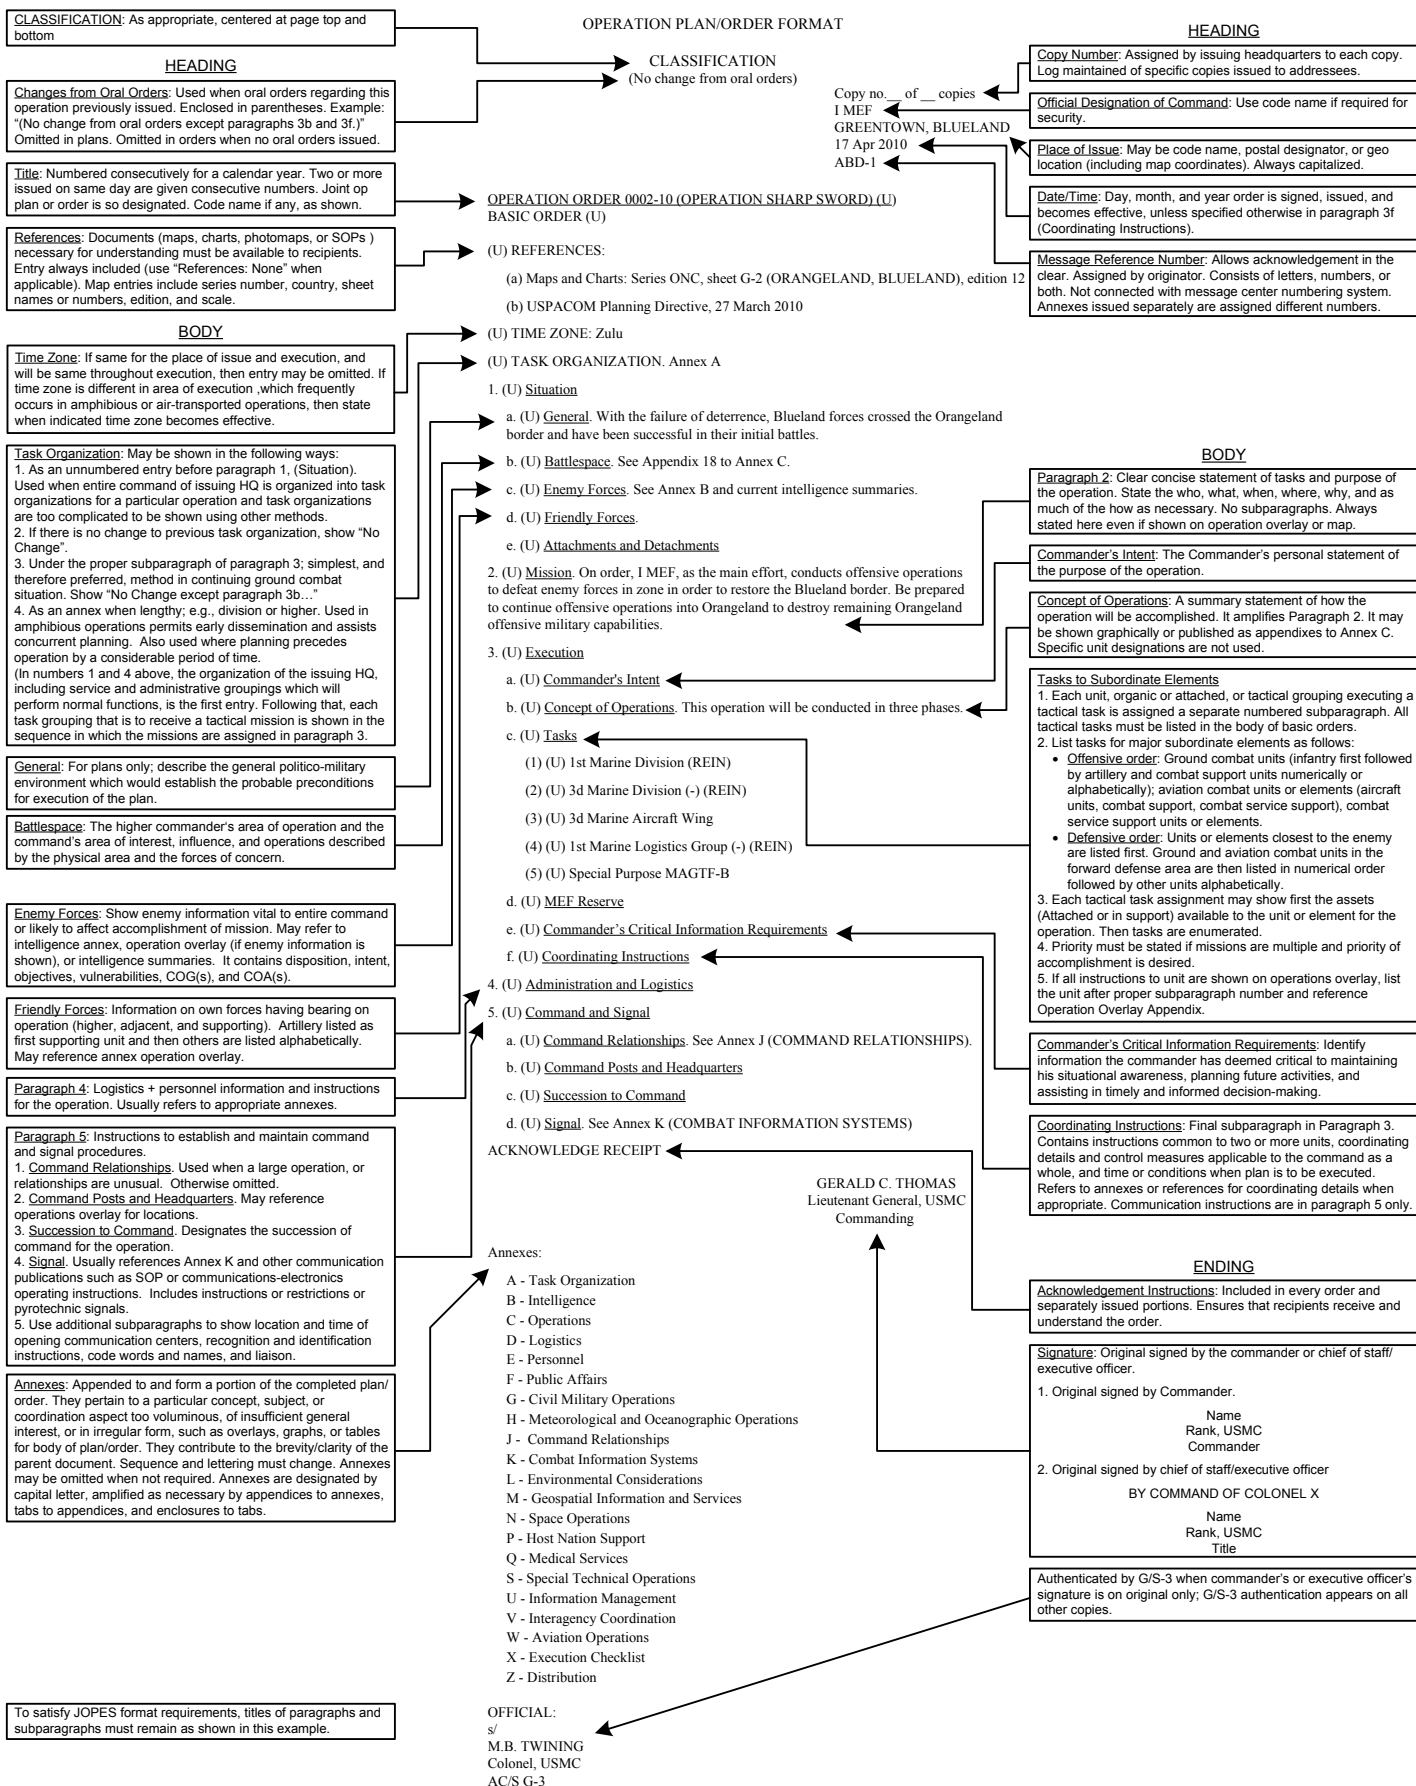 OPERATION PLAN/ORDER FORMAT
CLASSIFICATION: As appropriate, centered at page top and
bottom
HEADING
Changes from Oral Orders: Used when oral orders regarding this
operation previously issued. Enclosed in parentheses. Example:
“(No change from oral orders except paragraphs 3b and 3f.)”
Omitted in plans. Omitted in orders when no oral orders issued.
Title: Numbered consecutively for a calendar year. Two or more
issued on same day are given consecutive numbers. Joint op
plan or order is so designated. Code name if any, as shown.
References: Documents (maps, charts, photomaps, or SOPs )
necessary for understanding must be available to recipients.
Entry always included (use “References: None” when
applicable). Map entries include series number, country, sheet
names or numbers, edition, and scale.
BODY
Time Zone: If same for the place of issue and execution, and
will be same throughout execution, then entry may be omitted. If
time zone is different in area of execution ,which frequently
occurs in amphibious or air-transported operations, then state
when indicated time zone becomes effective.
Task Organization: May be shown in the following ways:
1. As an unnumbered entry before paragraph 1, (Situation).
Used when entire command of issuing HQ is organized into task
organizations for a particular operation and task organizations
are too complicated to be shown using other methods.
2. If there is no change to previous task organization, show “No
Change”.
3. Under the proper subparagraph of paragraph 3; simplest, and
therefore preferred, method in continuing ground combat
situation. Show “No Change except paragraph 3b…”
4. As an annex when lengthy; e.g., division or higher. Used in
amphibious operations permits early dissemination and assists
concurrent planning.  Also used where planning precedes
operation by a considerable period of time.
(In numbers 1 and 4 above, the organization of the issuing HQ,
including service and administrative groupings which will
perform normal functions, is the first entry. Following that, each
task grouping that is to receive a tactical mission is shown in the
sequence in which the missions are assigned in paragraph 3.
General: For plans only; describe the general politico-military
environment which would establish the probable preconditions
for execution of the plan.
Battlespace: The higher commander‘s area of operation and the
command’s area of interest, influence, and operations described
by the physical area and the forces of concern.
Enemy Forces: Show enemy information vital to entire command
or likely to affect accomplishment of mission. May refer to
intelligence annex, operation overlay (if enemy information is
shown), or intelligence summaries.  It contains disposition, intent,
objectives, vulnerabilities, COG(s), and COA(s).
Friendly Forces: Information on own forces having bearing on
operation (higher, adjacent, and supporting).  Artillery listed as
first supporting unit and then others are listed alphabetically.
May reference annex operation overlay.
Paragraph 4: Logistics + personnel information and instructions
for the operation. Usually refers to appropriate annexes.
Paragraph 5: Instructions to establish and maintain command
and signal procedures.
1. Command Relationships. Used when a large operation, or
relationships are unusual.  Otherwise omitted.
2. Command Posts and Headquarters. May reference
operations overlay for locations.
3. Succession to Command. Designates the succession of
command for the operation.
4. Signal. Usually references Annex K and other communication
publications such as SOP or communications-electronics
operating instructions.  Includes instructions or restrictions or
pyrotechnic signals.
5. Use additional subparagraphs to show location and time of
opening communication centers, recognition and identification
instructions, code words and names, and liaison.
Annexes: Appended to and form a portion of the completed plan/
order. They pertain to a particular concept, subject, or
coordination aspect too voluminous, of insufficient general
interest, or in irregular form, such as overlays, graphs, or tables
for body of plan/order. They contribute to the brevity/clarity of the
parent document. Sequence and lettering must change. Annexes
may be omitted when not required. Annexes are designated by
capital letter, amplified as necessary by appendices to annexes,
tabs to appendices, and enclosures to tabs.
To satisfy JOPES format requirements, titles of paragraphs and
subparagraphs must remain as shown in this example.
CLASSIFICATION
(No change from oral orders)
Copy no.__ of __ copies
I MEF
GREENTOWN, BLUELAND
17 Apr 2010
ABD-1
OPERATION ORDER 0002-10 (OPERATION SHARP SWORD) (U)
BASIC ORDER (U)
(U) REFERENCES:
(a) Maps and Charts: Series ONC, sheet G-2 (ORANGELAND, BLUELAND), edition 12
(b) USPACOM Planning Directive, 27 March 2010
(U) TIME ZONE: Zulu
(U) TASK ORGANIZATION. Annex A
1. (U) Situation
a. (U) General. With the failure of deterrence, Blueland forces crossed the Orangeland
border and have been successful in their initial battles.
b. (U) Battlespace. See Appendix 18 to Annex C.
c. (U) Enemy Forces. See Annex B and current intelligence summaries.
d. (U) Friendly Forces.
e. (U) Attachments and Detachments
2. (U) Mission. On order, I MEF, as the main effort, conducts offensive operations
to defeat enemy forces in zone in order to restore the Blueland border. Be prepared
to continue offensive operations into Orangeland to destroy remaining Orangeland
offensive military capabilities.
3. (U) Execution
a. (U) Commander's Intent
b. (U) Concept of Operations. This operation will be conducted in three phases.
c. (U) Tasks
(1) (U) 1st Marine Division (REIN)
(2) (U) 3d Marine Division (-) (REIN)
(3) (U) 3d Marine Aircraft Wing
(4) (U) 1st Marine Logistics Group (-) (REIN)
(5) (U) Special Purpose MAGTF-B
d. (U) MEF Reserve
e. (U) Commander’s Critical Information Requirements
f. (U) Coordinating Instructions
4. (U) Administration and Logistics
5. (U) Command and Signal
a. (U) Command Relationships. See Annex J (COMMAND RELATIONSHIPS).
b. (U) Command Posts and Headquarters
c. (U) Succession to Command
d. (U) Signal. See Annex K (COMBAT INFORMATION SYSTEMS)
ACKNOWLEDGE RECEIPT
GERALD C. THOMAS
Lieutenant General, USMC
Commanding
Annexes:
A - Task Organization
B - Intelligence
C - Operations
D - Logistics
E - Personnel
F - Public Affairs
G - Civil Military Operations
H - Meteorological and Oceanographic Operations
J - Command Relationships
K - Combat Information Systems
L - Environmental Considerations
M - Geospatial Information and Services
N - Space Operations
P - Host Nation Support
Q - Medical Services
S - Special Technical Operations
U - Information Management
V - Interagency Coordination
W - Aviation Operations
X - Execution Checklist
Z - Distribution
OFFICIAL:
s/
M.B. TWINING
Colonel, USMC
AC/S G-3
HEADING
Copy Number: Assigned by issuing headquarters to each copy.
Log maintained of specific copies issued to addressees.
Official Designation of Command: Use code name if required for
security.
Place of Issue: May be code name, postal designator, or geo
location (including map coordinates). Always capitalized.
Date/Time: Day, month, and year order is signed, issued, and
becomes effective, unless specified otherwise in paragraph 3f
(Coordinating Instructions).
Message Reference Number: Allows acknowledgement in the
clear. Assigned by originator. Consists of letters, numbers, or
both. Not connected with message center numbering system.
Annexes issued separately are assigned different numbers.
BODY
Paragraph 2: Clear concise statement of tasks and purpose of
the operation. State the who, what, when, where, why, and as
much of the how as necessary. No subparagraphs. Always
stated here even if shown on operation overlay or map.
Commander’s Intent: The Commander’s personal statement of
the purpose of the operation.
Concept of Operations: A summary statement of how the
operation will be accomplished. It amplifies Paragraph 2. It may
be shown graphically or published as appendixes to Annex C.
Specific unit designations are not used.
Tasks to Subordinate Elements
1. Each unit, organic or attached, or tactical grouping executing a
tactical task is assigned a separate numbered subparagraph. All
tactical tasks must be listed in the body of basic orders.
2. List tasks for major subordinate elements as follows:
• Offensive order: Ground combat units (infantry first followed
by artillery and combat support units numerically or
alphabetically); aviation combat units or elements (aircraft
units, combat support, combat service support), combat
service support units or elements.
• Defensive order: Units or elements closest to the enemy
are listed first. Ground and aviation combat units in the
forward defense area are then listed in numerical order
followed by other units alphabetically.
3. Each tactical task assignment may show first the assets
(Attached or in support) available to the unit or element for the
operation. Then tasks are enumerated.
4. Priority must be stated if missions are multiple and priority of
accomplishment is desired.
5. If all instructions to unit are shown on operations overlay, list
the unit after proper subparagraph number and reference
Operation Overlay Appendix.
Commander’s Critical Information Requirements: Identify
information the commander has deemed critical to maintaining
his situational awareness, planning future activities, and
assisting in timely and informed decision-making.
Coordinating Instructions: Final subparagraph in Paragraph 3.
Contains instructions common to two or more units, coordinating
details and control measures applicable to the command as a
whole, and time or conditions when plan is to be executed.
Refers to annexes or references for coordinating details when
appropriate. Communication instructions are in paragraph 5 only.
ENDING
Acknowledgement Instructions: Included in every order and
separately issued portions. Ensures that recipients receive and
understand the order.
Signature: Original signed by the commander or chief of staff/
executive officer.
1. Original signed by Commander.
Name
Rank, USMC
Commander
2. Original signed by chief of staff/executive officer
BY COMMAND OF COLONEL X
Name
Rank, USMC
Title
Authenticated by G/S-3 when commander’s or executive officer’s
signature is on original only; G/S-3 authentication appears on all
other copies.